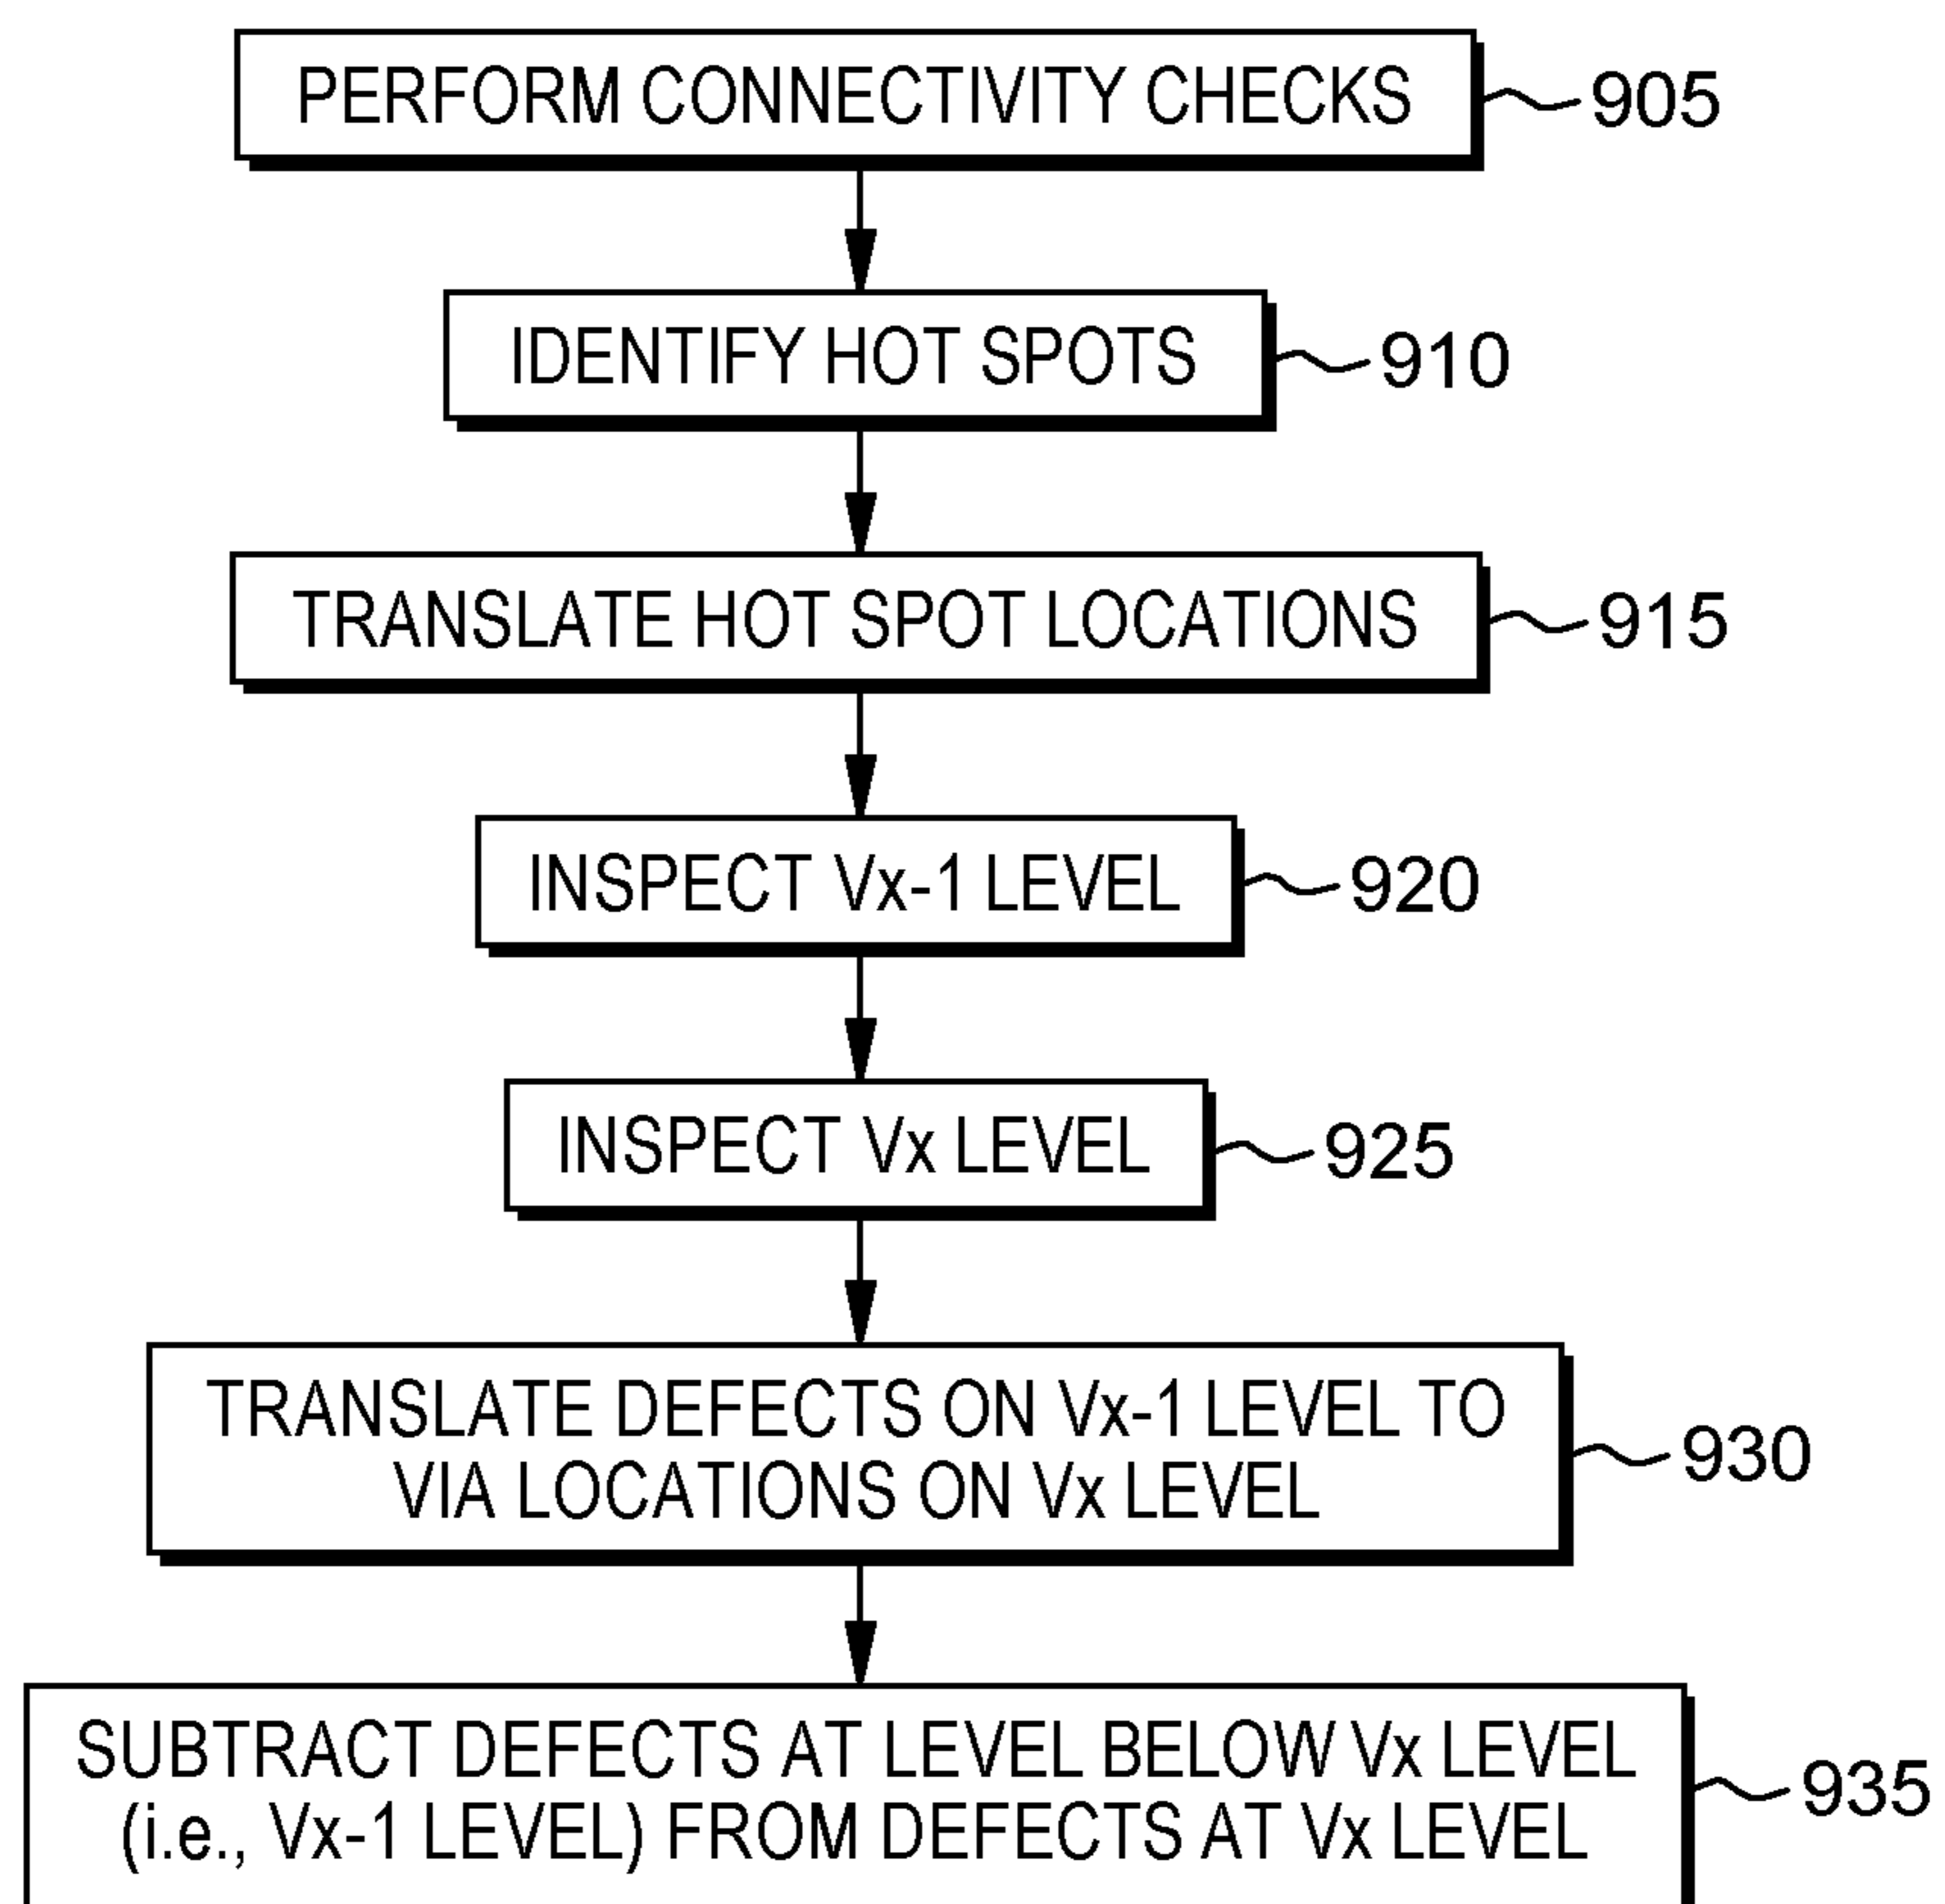 PERFORM CONNECTIVITY CHECKS
905
IDENTIFY HOT SPOTS
910
TRANSLATE HOT SPOT LOCATIONS
915
INSPECT Vx-1 LEVEL
920
INSPECT Vx LEVEL
925
TRANSLATE DEFECTS ON Vx-1 LEVEL TO
VIA LOCATIONS ON Vx LEVEL
930
SUBTRACT DEFECTS AT LEVEL BELOW Vx LEVEL
(i.e., Vx-1 LEVEL) FROM DEFECTS AT Vx LEVEL
935